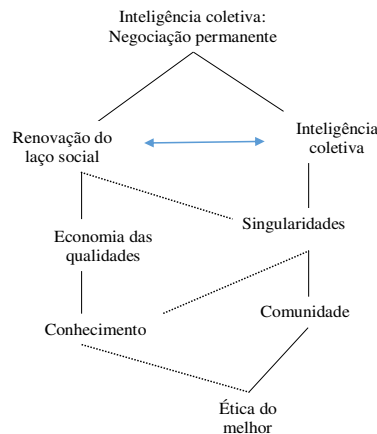 Inteligência coletiva:
Negociação permanente
Renovação do
laço social
Inteligência
coletiva
Singularidades
Economia das
qualidades
Comunidade
Conhecimento
Ética do
melhor